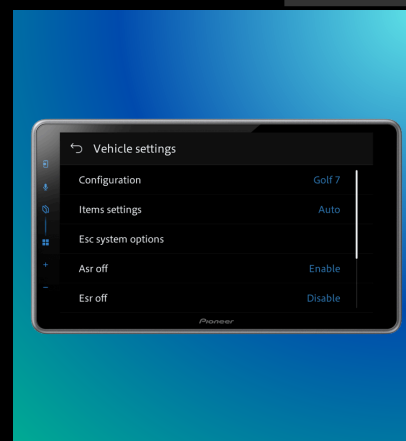 Vehicle settings
Configuration Golf 7
Items settings Auto
Esc system options
Asr off Enable
Esr off Disable
Pioneer